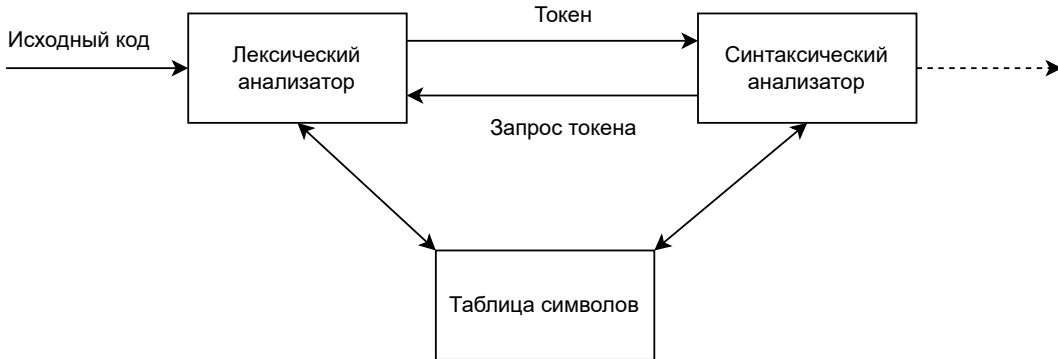 Токен
Исходный код
Лексический
анализатор
Синтаксический
анализатор
Запрос токена
Таблица символов